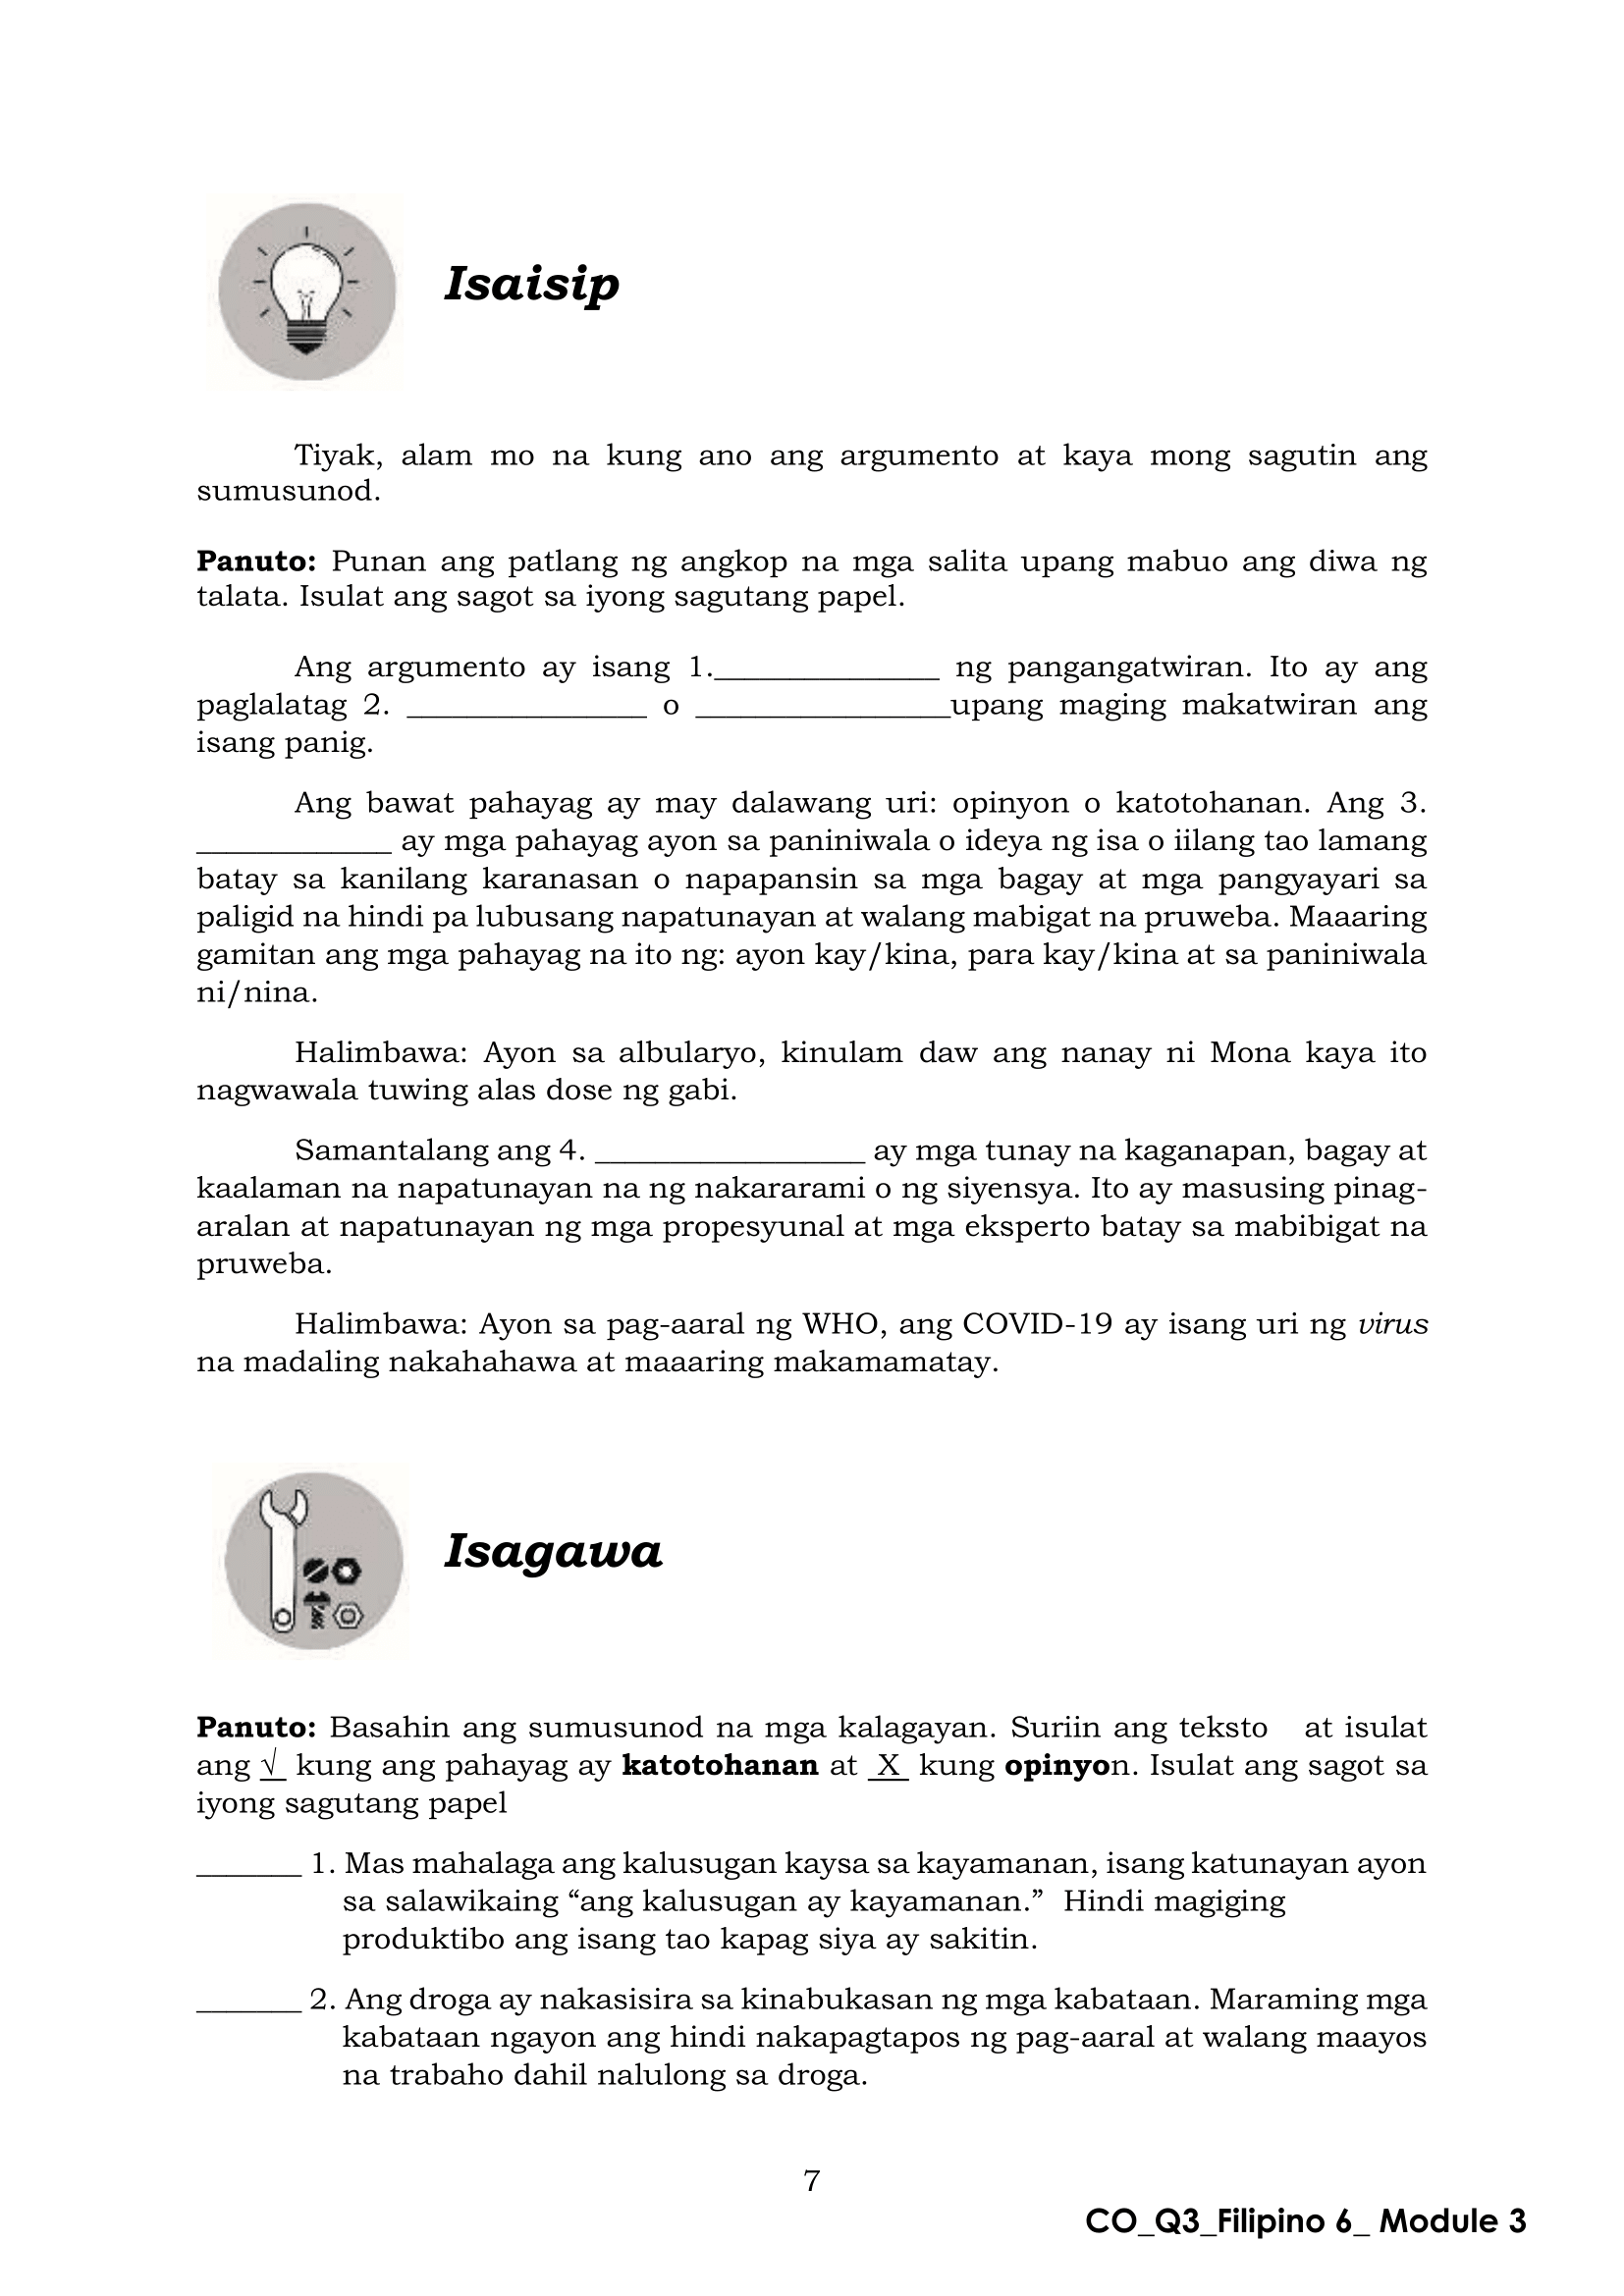 Isaisip
Tiyak, alam mo na kung ano ang argumento at kaya mong sagutin ang
sumusunod.
Panuto: Punan ang patlang ng angkop na mga salita upang mabuo ang diwa ng
talata. Isulat ang sagot sa iyong sagutang papel.
Ang argumento ay isang 1._______________ ng pangangatwiran. Ito ay ang
paglalatag 2. ________________ o _________________upang maging makatwiran ang
isang panig.
Ang bawat pahayag ay may dalawang uri: opinyon o katotohanan. Ang 3.
_____________ ay mga pahayag ayon sa paniniwala o ideya ng isa o iilang tao lamang
batay sa kanilang karanasan o napapansin sa mga bagay at mga pangyayari sa
paligid na hindi pa lubusang napatunayan at walang mabigat na pruweba. Maaaring
gamitan ang mga pahayag na ito ng: ayon kay/kina, para kay/kina at sa paniniwala
ni/nina.
Halimbawa: Ayon sa albularyo, kinulam daw ang nanay ni Mona kaya ito
nagwawala tuwing alas dose ng gabi.
Samantalang ang 4. __________________ ay mga tunay na kaganapan, bagay at
kaalaman na napatunayan na ng nakararami o ng siyensya. Ito ay masusing pinag-
aralan at napatunayan ng mga propesyunal at mga eksperto batay sa mabibigat na
pruweba.
Halimbawa: Ayon sa pag-aaral ng WHO, ang COVID-19 ay isang uri ng virus
na madaling nakahahawa at maaaring makamamatay.
Isagawa
Panuto: Basahin ang sumusunod na mga kalagayan. Suriin ang teksto at isulat
ang √ kung ang pahayag ay katotohanan at X kung opinyon. Isulat ang sagot sa
iyong sagutang papel
_______ 1. Mas mahalaga ang kalusugan kaysa sa kayamanan, isang katunayan ayon
sa salawikaing “ang kalusugan ay kayamanan.” Hindi magiging
produktibo ang isang tao kapag siya ay sakitin.
_______ 2. Ang droga ay nakasisira sa kinabukasan ng mga kabataan. Maraming mga
kabataan ngayon ang hindi nakapagtapos ng pag-aaral at walang maayos
na trabaho dahil nalulong sa droga.
7
CO_Q3_Filipino 6_ Module 3